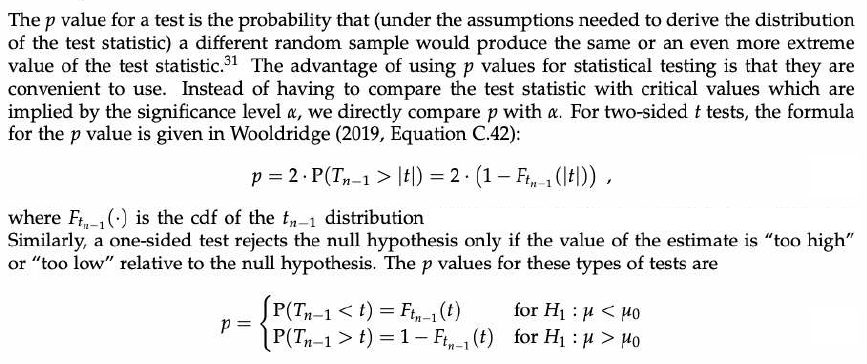 The p value for a test is the probability that (under the assumptions needed to derive the distribution
of the test statistic) a different random sample would produce the same or an even more extreme
value of the test statistic.³¹ The advantage of using p values for statistical testing is that they are
convenient to use. Instead of having to compare the test statistic with critical values which are
implied by the significance level α, we directly compare p with α. For two-sided t tests, the formula
for the p value is given in Wooldridge (2019, Equation C.42):
p = 2 · P(Tₙ₋₁ > |t|) = 2 · (1 − F_{tₙ₋₁}(|t|)) ,
where F_{tₙ₋₁}(·) is the cdf of the tₙ₋₁ distribution
Similarly, a one-sided test rejects the null hypothesis only if the value of the estimate is “too high”
or “too low” relative to the null hypothesis. The p values for these types of tests are
p = { P(Tₙ₋₁ < t) = F_{tₙ₋₁}(t) for H₁ : μ < μ₀
P(Tₙ₋₁ > t) = 1 − F_{tₙ₋₁}(t) for H₁ : μ > μ₀